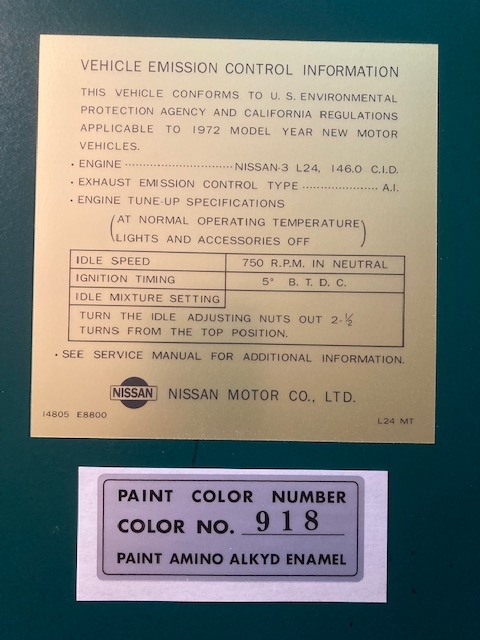 VEHICLE EMISSION CONTROL INFORMATION
THIS VEHICLE CONFORMS TO U. S. ENVIRONMENTAL
PROTECTION AGENCY AND CALIFORNIA REGULATIONS
APPLICABLE TO 1972 MODEL YEAR NEW MOTOR
VEHICLES.
• ENGINE ························ NISSAN-3 L24, 146.0 C.I.D.
• EXHAUST EMISSION CONTROL TYPE ················· A.I.
• ENGINE TUNE-UP SPECIFICATIONS
(AT NORMAL OPERATING TEMPERATURE
LIGHTS AND ACCESSORIES OFF)
IDLE SPEED 750 R.P.M. IN NEUTRAL
IGNITION TIMING 5° B. T. D. C.
IDLE MIXTURE SETTING
TURN THE IDLE ADJUSTING NUTS OUT 2-½
TURNS FROM THE TOP POSITION.
• SEE SERVICE MANUAL FOR ADDITIONAL INFORMATION.
NISSAN NISSAN MOTOR CO., LTD.
14805 E8800 L24 MT
PAINT COLOR NUMBER
COLOR NO. 918
PAINT AMINO ALKYD ENAMEL